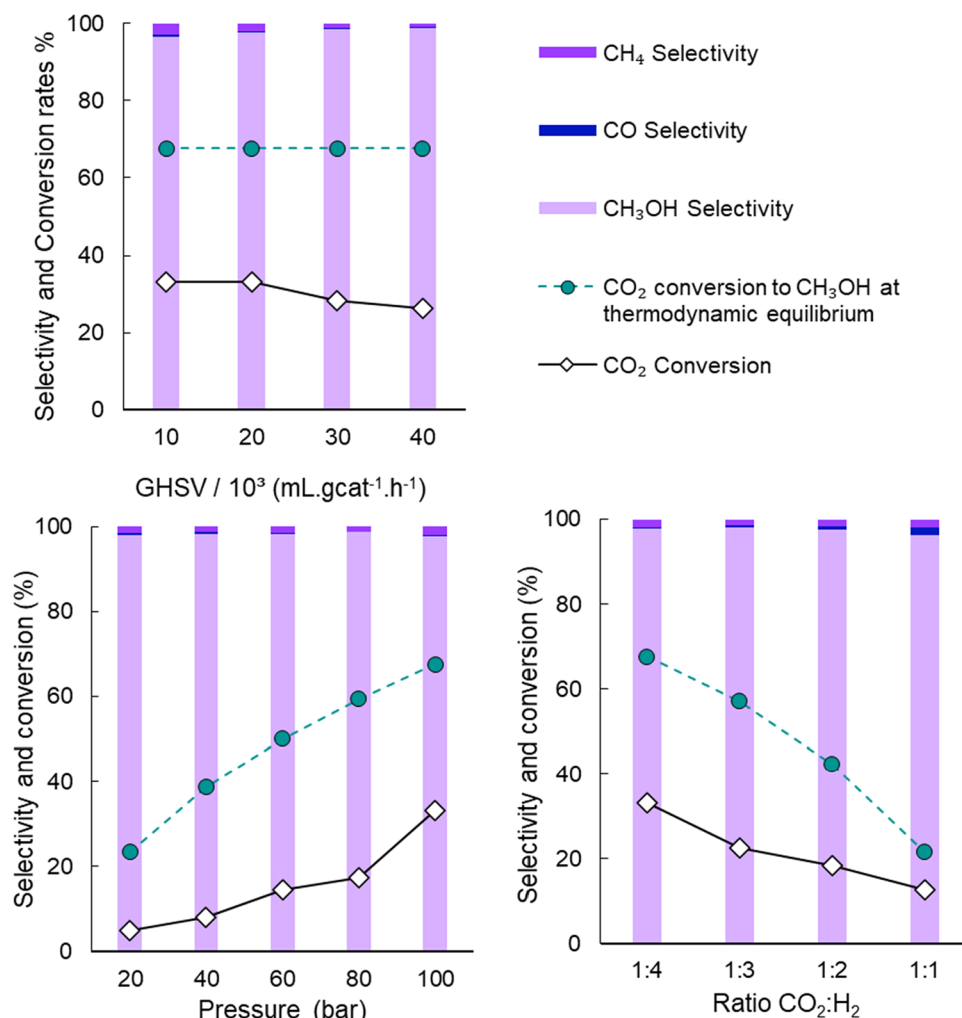 Selectivity and Conversion rates %
100
80
60
40
20
0
10 20 30 40
GHSV / 10³ (mL.gcat⁻¹.h⁻¹)
CH₄ Selectivity
CO Selectivity
CH₃OH Selectivity
CO₂ conversion to CH₃OH at
thermodynamic equilibrium
CO₂ Conversion
Selectivity and conversion (%)
100
80
60
40
20
0
20 40 60 80 100
Pressure (bar)
Selectivity and conversion (%)
100
80
60
40
20
0
1:4 1:3 1:2 1:1
Ratio CO₂:H₂